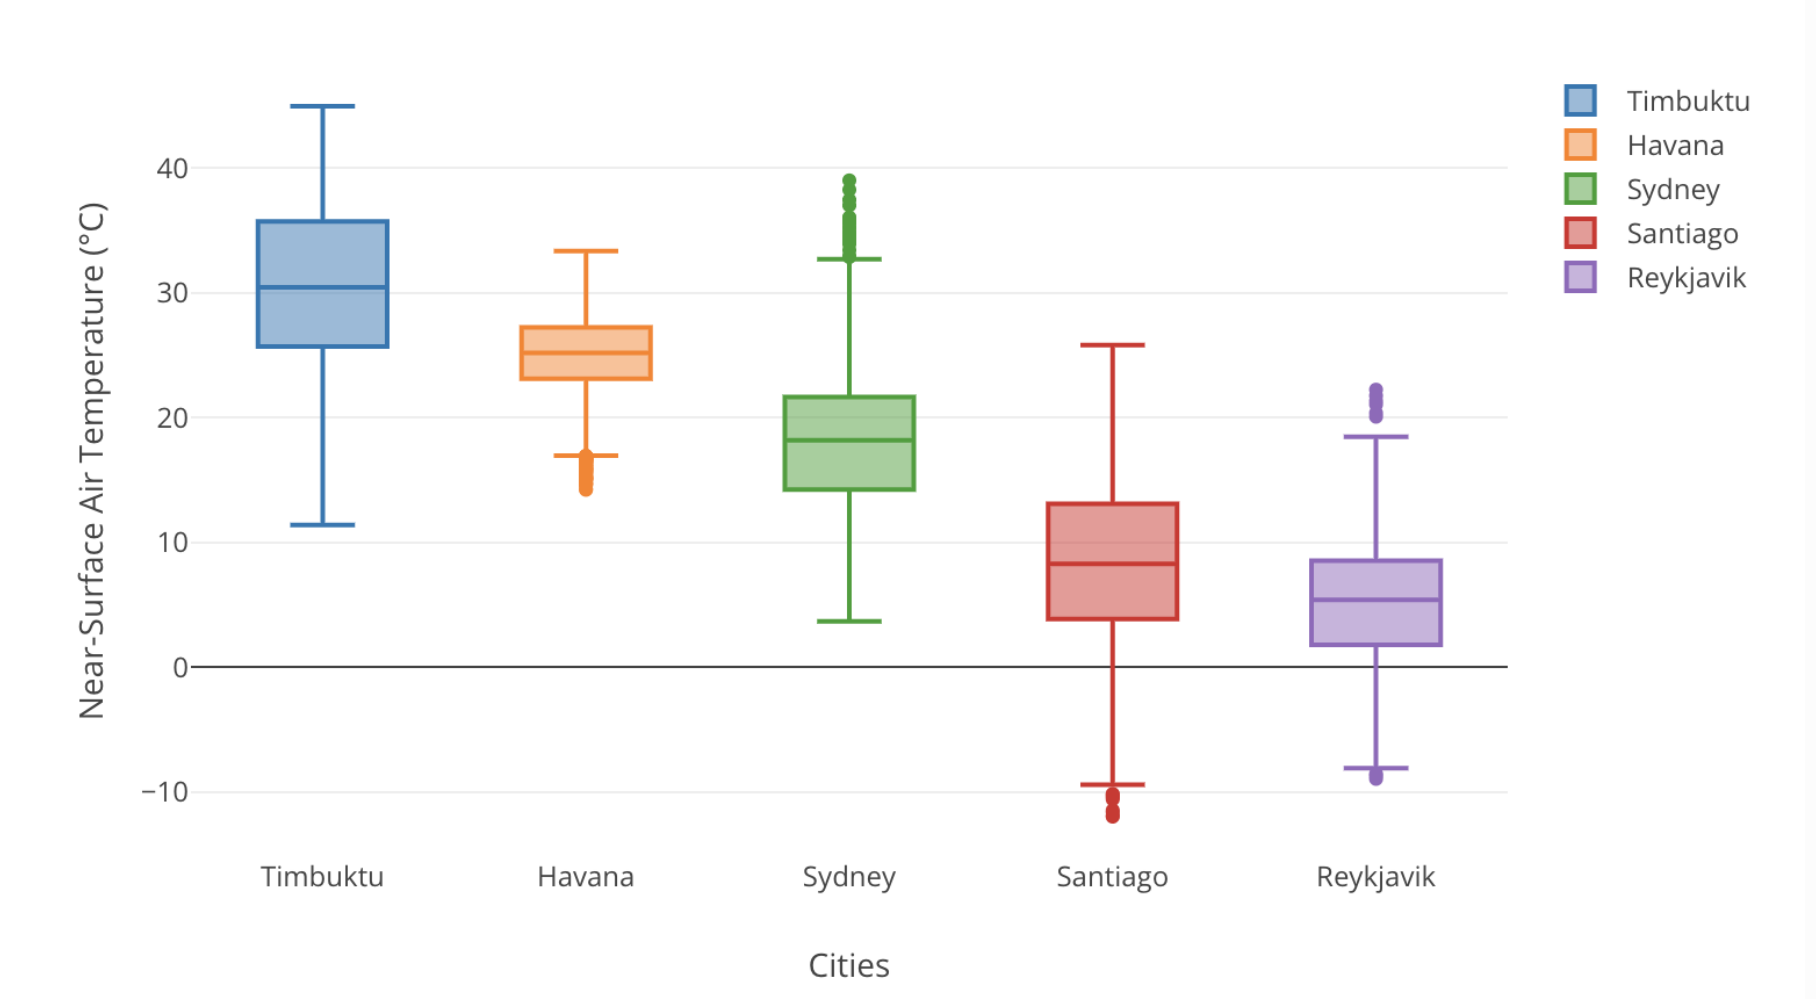 Near-Surface Air Temperature (°C)
40
30
20
10
0
−10
Timbuktu
Havana
Sydney
Santiago
Reykjavik
Cities
Timbuktu
Havana
Sydney
Santiago
Reykjavik